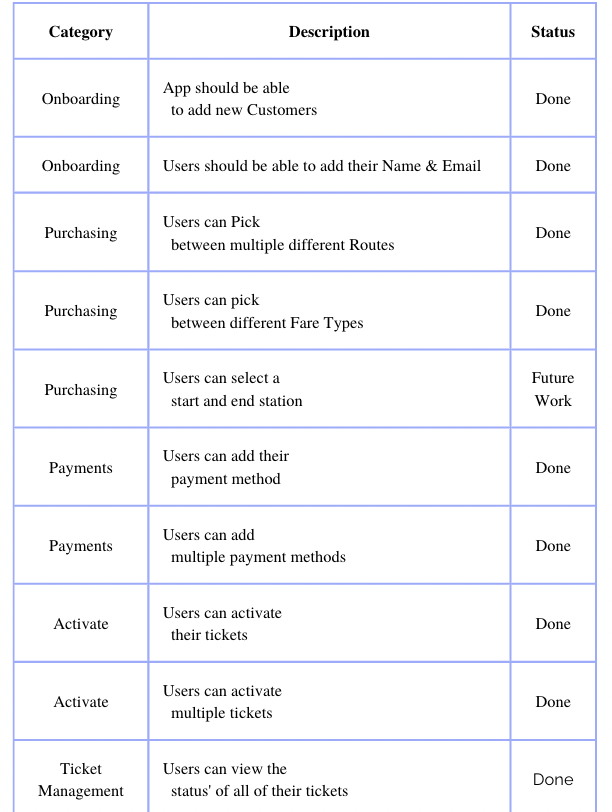 Category Description Status
Onboarding
App should be able
to add new Customers
Done
Onboarding
Users should be able to add their Name & Email
Done
Purchasing
Users can Pick
between multiple different Routes
Done
Purchasing
Users can pick
between different Fare Types
Done
Purchasing
Users can select a
start and end station
Future
Work
Payments
Users can add their
payment method
Done
Payments
Users can add
multiple payment methods
Done
Activate
Users can activate
their tickets
Done
Activate
Users can activate
multiple tickets
Done
Ticket
Management
Users can view the
status' of all of their tickets
Done